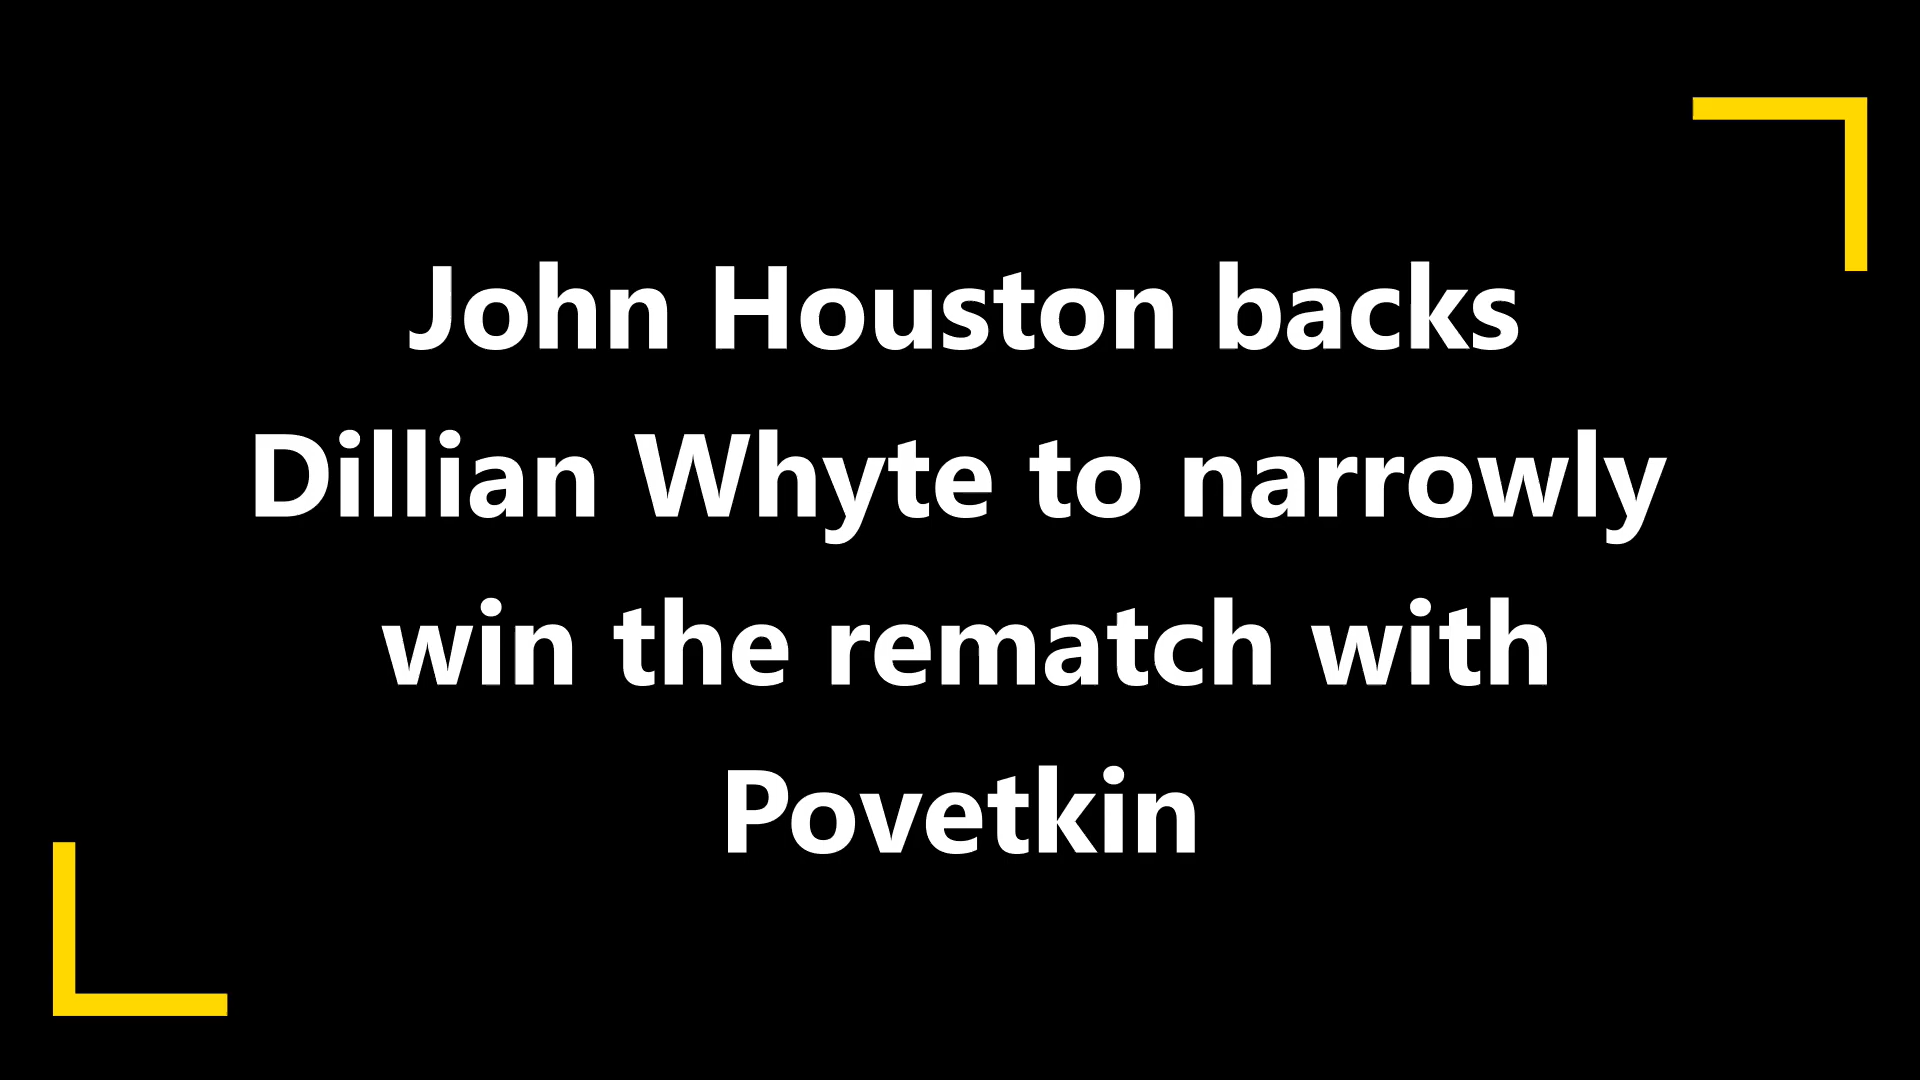 John Houston backs
Dillian Whyte to narrowly
win the rematch with
Povetkin